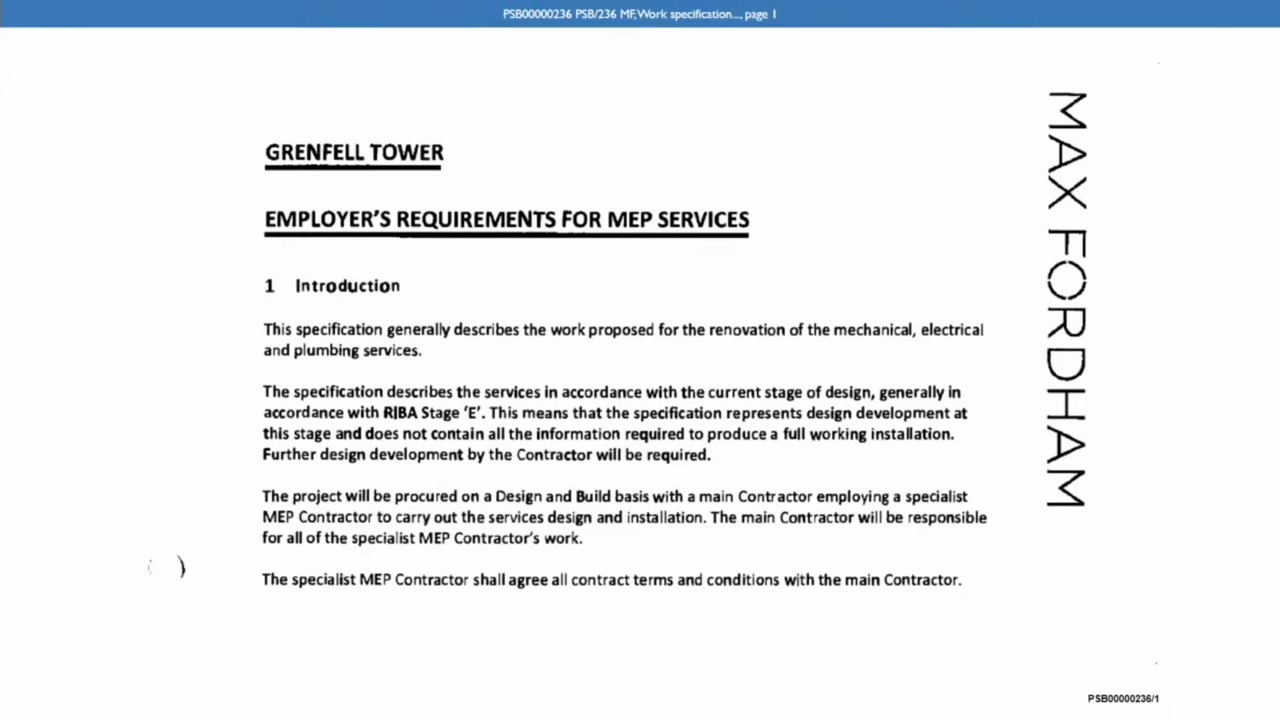 PSB00000236 PSB/236 MF,Work specification..., page 1
GRENFELL TOWER
EMPLOYER'S REQUIREMENTS FOR MEP SERVICES
1 Introduction
This specification generally describes the work proposed for the renovation of the mechanical, electrical
and plumbing services.
The specification describes the services in accordance with the current stage of design, generally in
accordance with RIBA Stage 'E'. This means that the specification represents design development at
this stage and does not contain all the information required to produce a full working installation.
Further design development by the Contractor will be required.
The project will be procured on a Design and Build basis with a main Contractor employing a specialist
MEP Contractor to carry out the services design and installation. The main Contractor will be responsible
for all of the specialist MEP Contractor's work.
The specialist MEP Contractor shall agree all contract terms and conditions with the main Contractor.
MAX FORDHAM
PSB00000236/1